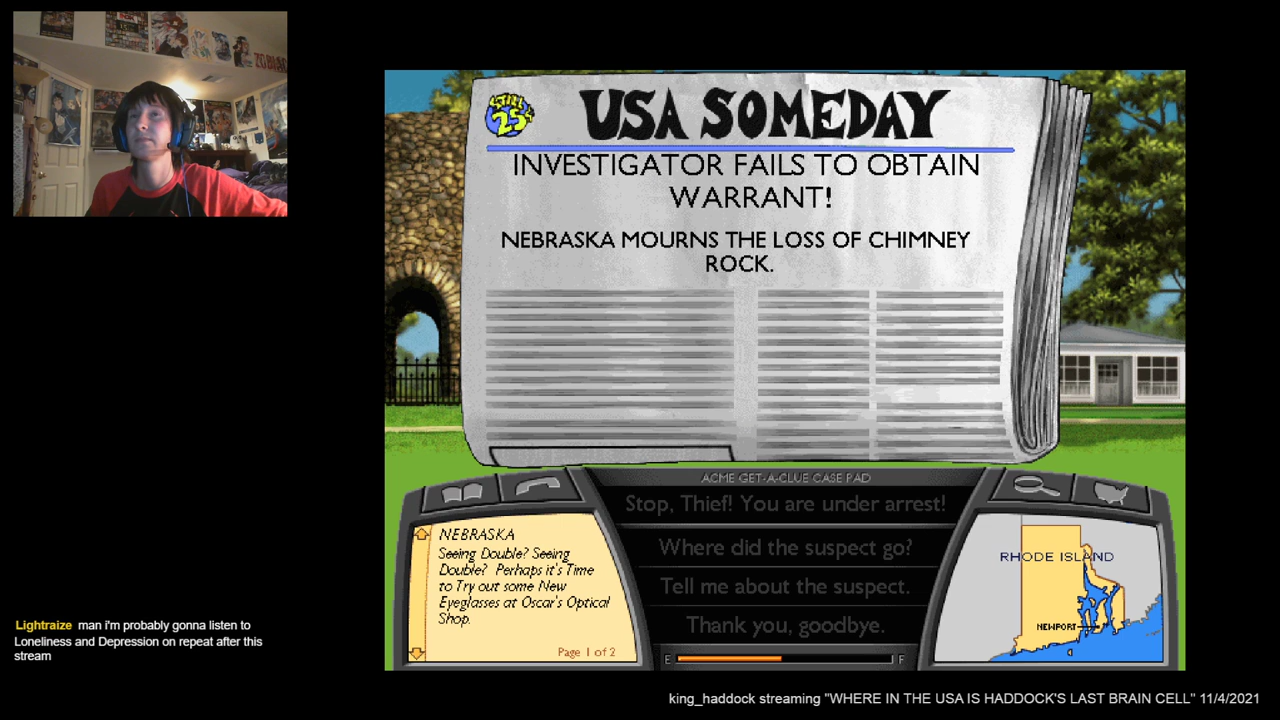 USA SOMEDAY
25¢
INVESTIGATOR FAILS TO OBTAIN
WARRANT!
NEBRASKA MOURNS THE LOSS OF CHIMNEY
ROCK.
ACME GET-A-CLUE CASE PAD
Stop, Thief! You are under arrest!
Where did the suspect go?
Tell me about the suspect.
Thank you, goodbye.
E F
NEBRASKA
Seeing Double? Seeing
Double? Perhaps it's Time
to Try out some New
Eyeglasses at Oscar's Optical
Shop.
Page 1 of 2
RHODE ISLAND
NEWPORT
Lightraize man i'm probably gonna listen to
Loneliness and Depression on repeat after this
stream
king_haddock streaming "WHERE IN THE USA IS HADDOCK'S LAST BRAIN CELL" 11/4/2021